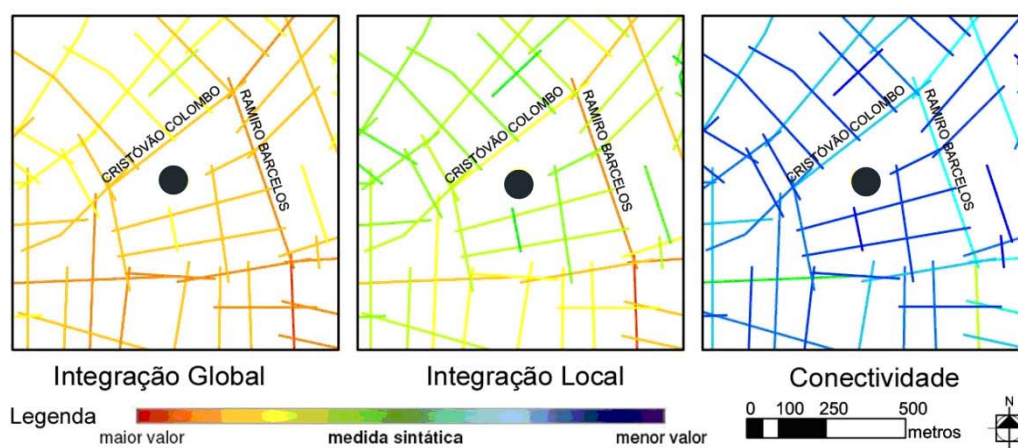 CRISTÓVÃO COLOMBO
RAMIRO BARCELOS
CRISTÓVÃO COLOMBO
RAMIRO BARCELOS
CRISTÓVÃO COLOMBO
RAMIRO BARCELOS
Integração Global
Integração Local
Conectividade
Legenda
maior valor
medida sintática
menor valor
0 100 250 500
metros
N